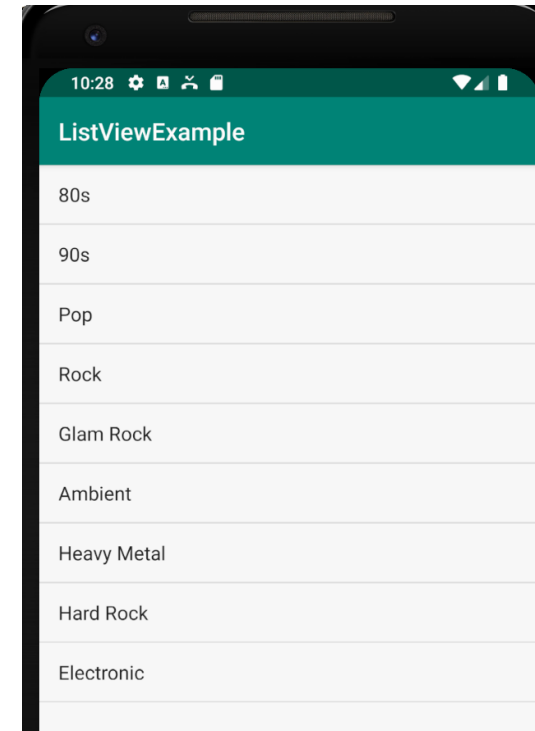 10:28
ListViewExample
80s
90s
Pop
Rock
Glam Rock
Ambient
Heavy Metal
Hard Rock
Electronic